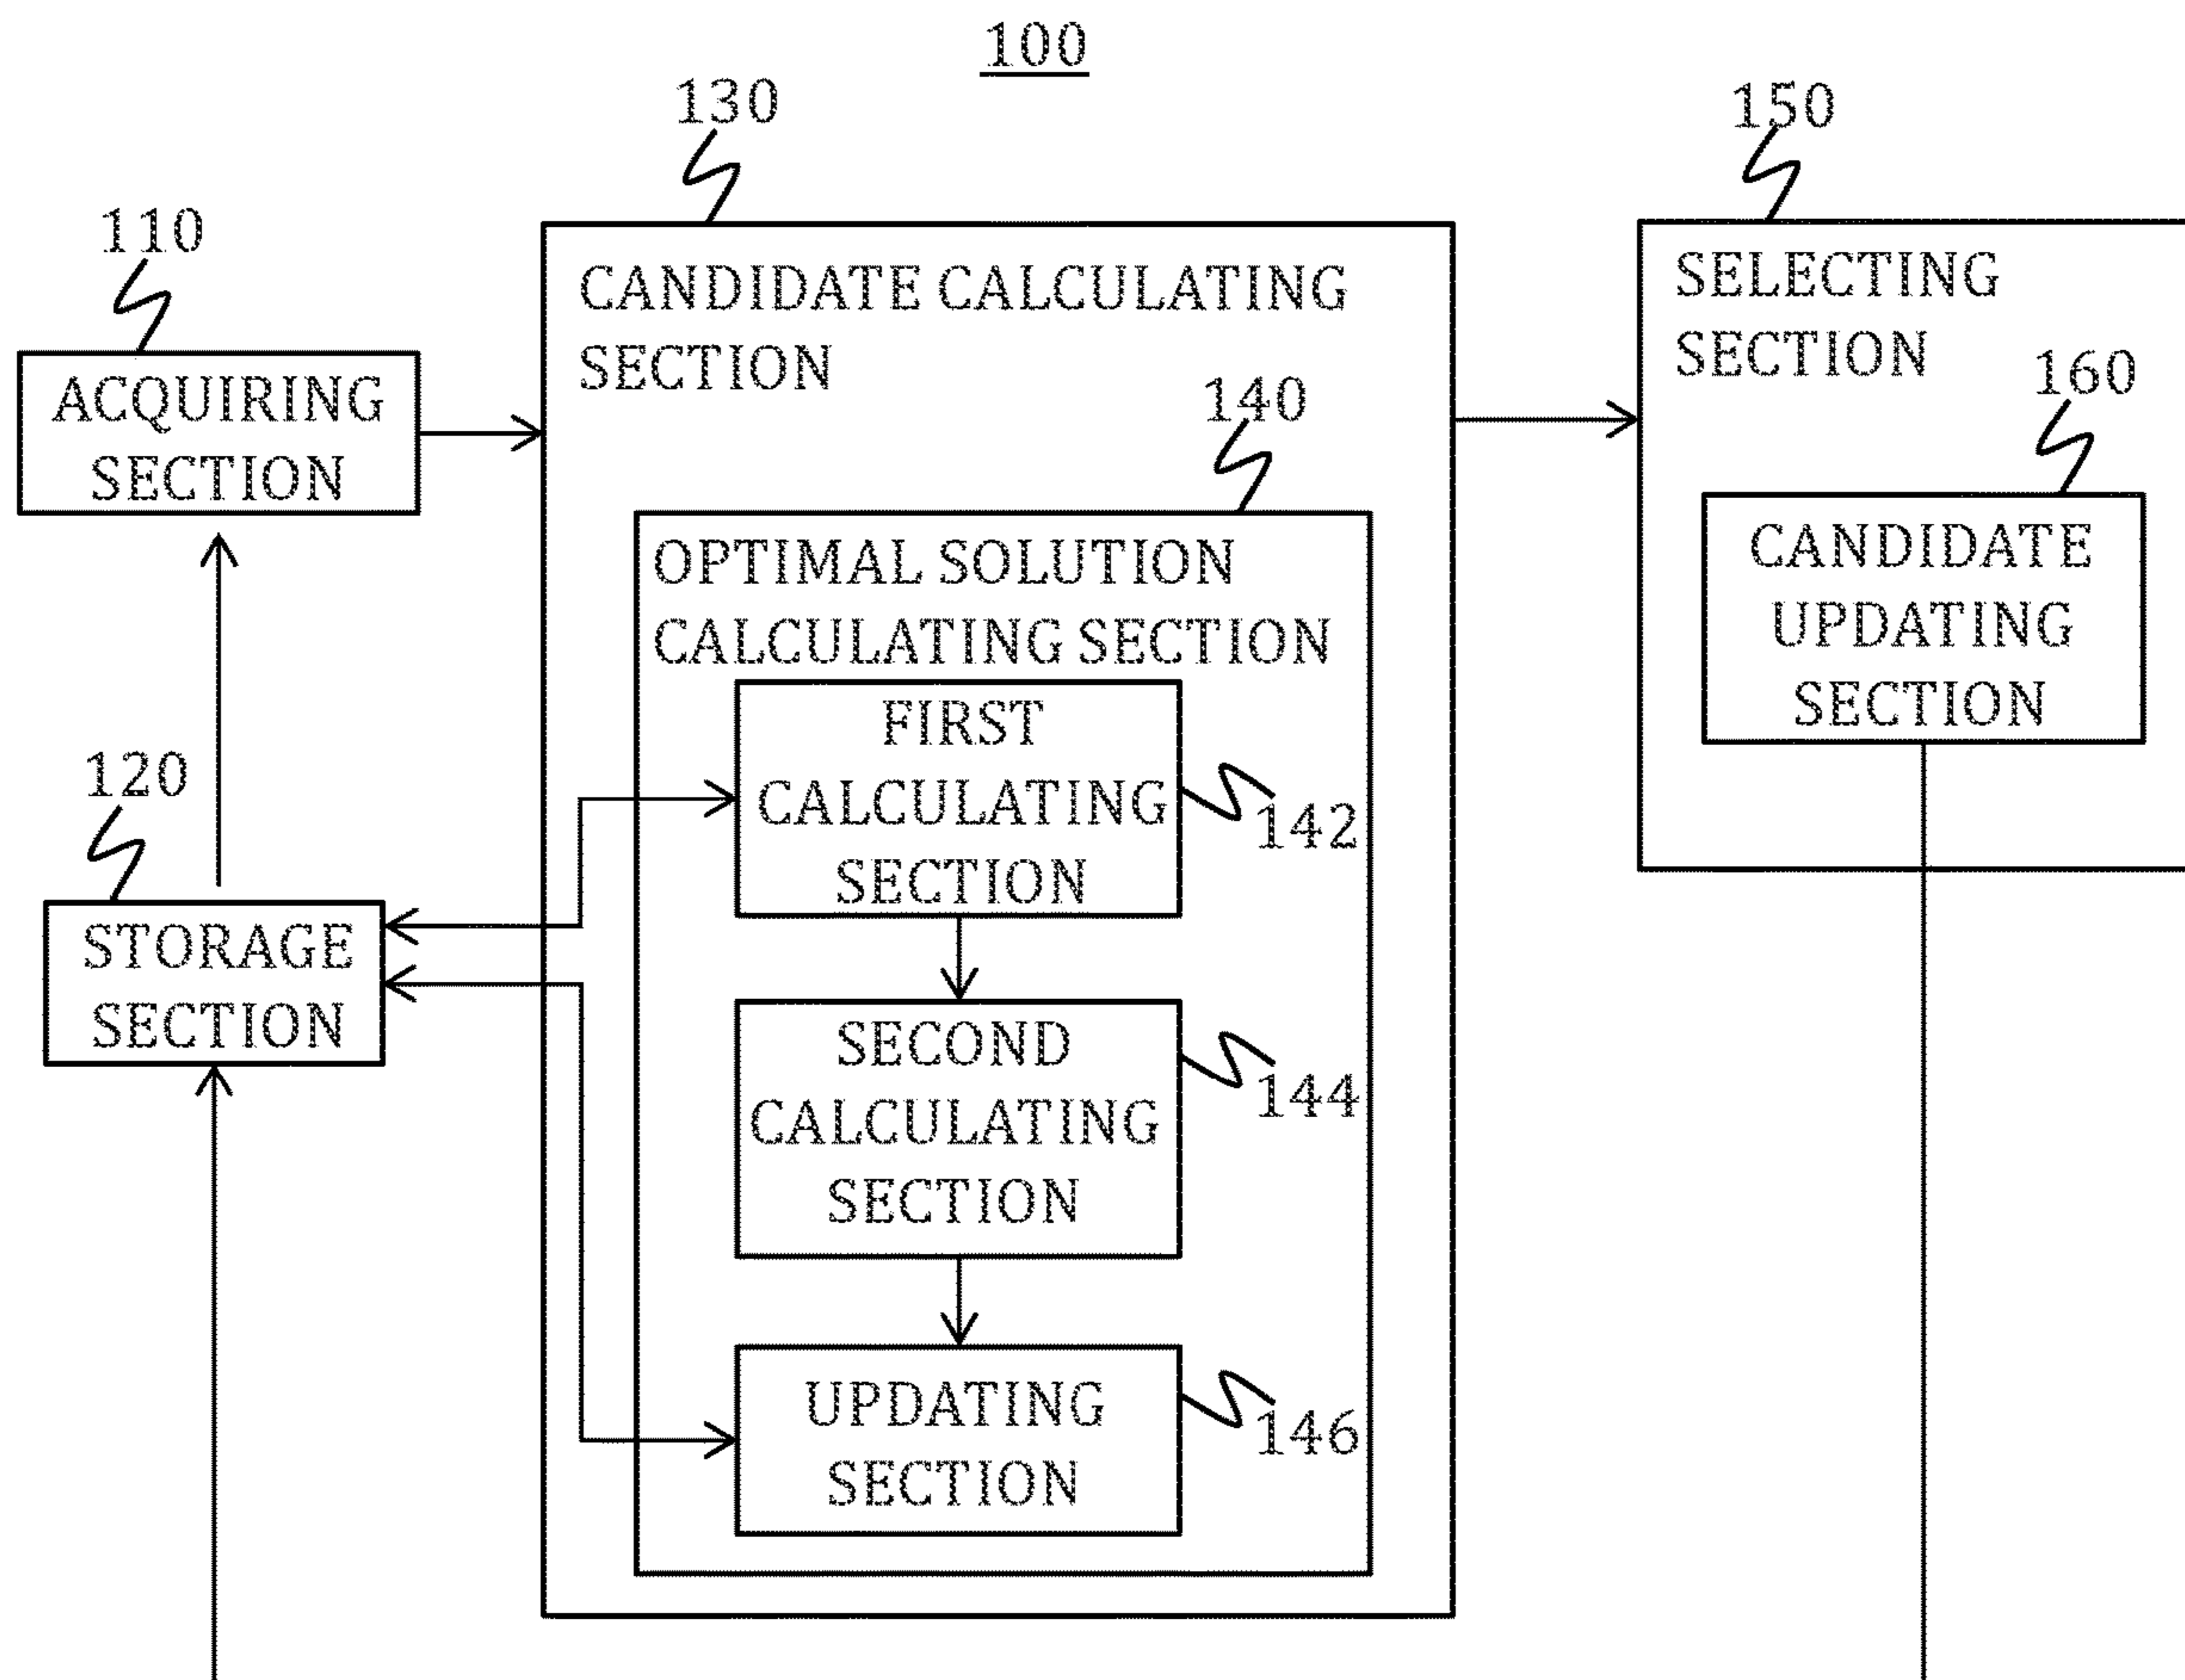 100
130
150
110
CANDIDATE CALCULATING
SECTION
SELECTING
SECTION
ACQUIRING
SECTION
140
160
OPTIMAL SOLUTION
CALCULATING SECTION
CANDIDATE
UPDATING
SECTION
FIRST
CALCULATING
SECTION
142
120
STORAGE
SECTION
SECOND
CALCULATING
SECTION
144
UPDATING
SECTION
146